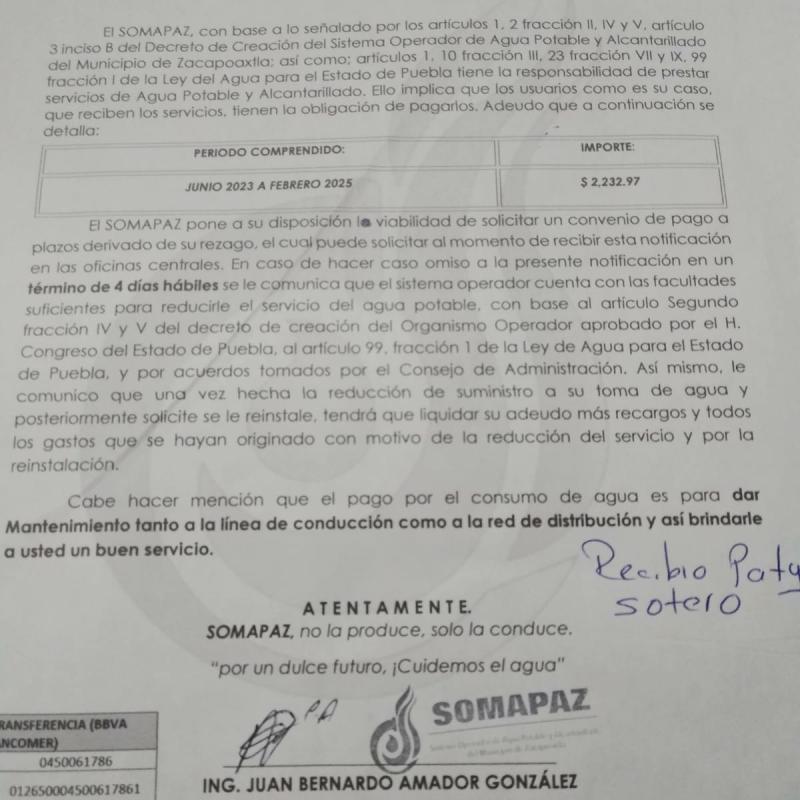 El SOMAPAZ, con base a lo señalado por los artículos 1, 2 fracción II, IV y V, artículo
3 inciso B del Decreto de Creación del Sistema Operador de Agua Potable y Alcantarillado
del Municipio de Zacapoaxtla; así como; artículos 1, 10 fracción III, 23 fracción VII y IX, 99
fracción I de la Ley del Agua para el Estado de Puebla tiene la responsabilidad de prestar
servicios de Agua Potable y Alcantarillado. Ello implica que los usuarios como es su caso,
que reciben los servicios, tienen la obligación de pagarlos. Adeudo que a continuación se
detalla:
PERIODO COMPRENDIDO: IMPORTE:
JUNIO 2023 A FEBRERO 2025 $ 2,232.97
El SOMAPAZ pone a su disposición la viabilidad de solicitar un convenio de pago a
plazos derivado de su rezago, el cual puede solicitar al momento de recibir esta notificación
en las oficinas centrales. En caso de hacer caso omiso a la presente notificación en un
término de 4 días hábiles se le comunica que el sistema operador cuenta con las facultades
suficientes para reducirle el servicio del agua potable, con base al artículo Segundo
fracción IV y V del decreto de creación del Organismo Operador aprobado por el H.
Congreso del Estado de Puebla, al artículo 99, fracción 1 de la Ley de Agua para el Estado
de Puebla, y por acuerdos tomados por el Consejo de Administración. Así mismo, le
comunico que una vez hecha la reducción de suministro a su toma de agua y
posteriormente solicite se le reinstale, tendrá que liquidar su adeudo más recargos y todos
los gastos que se hayan originado con motivo de la reducción del servicio y por la
reinstalación.
Cabe hacer mención que el pago por el consumo de agua es para dar
Mantenimiento tanto a la línea de conducción como a la red de distribución y así brindarle
a usted un buen servicio.
Recibio Paty
sotero
ATENTAMENTE.
SOMAPAZ, no la produce, solo la conduce.
"por un dulce futuro, ¡Cuidemos el agua"
PA
SOMAPAZ
RANSFERENCIA (BBVA
NCOMER)
0450061786
012650004500617861
ING. JUAN BERNARDO AMADOR GONZÁLEZ